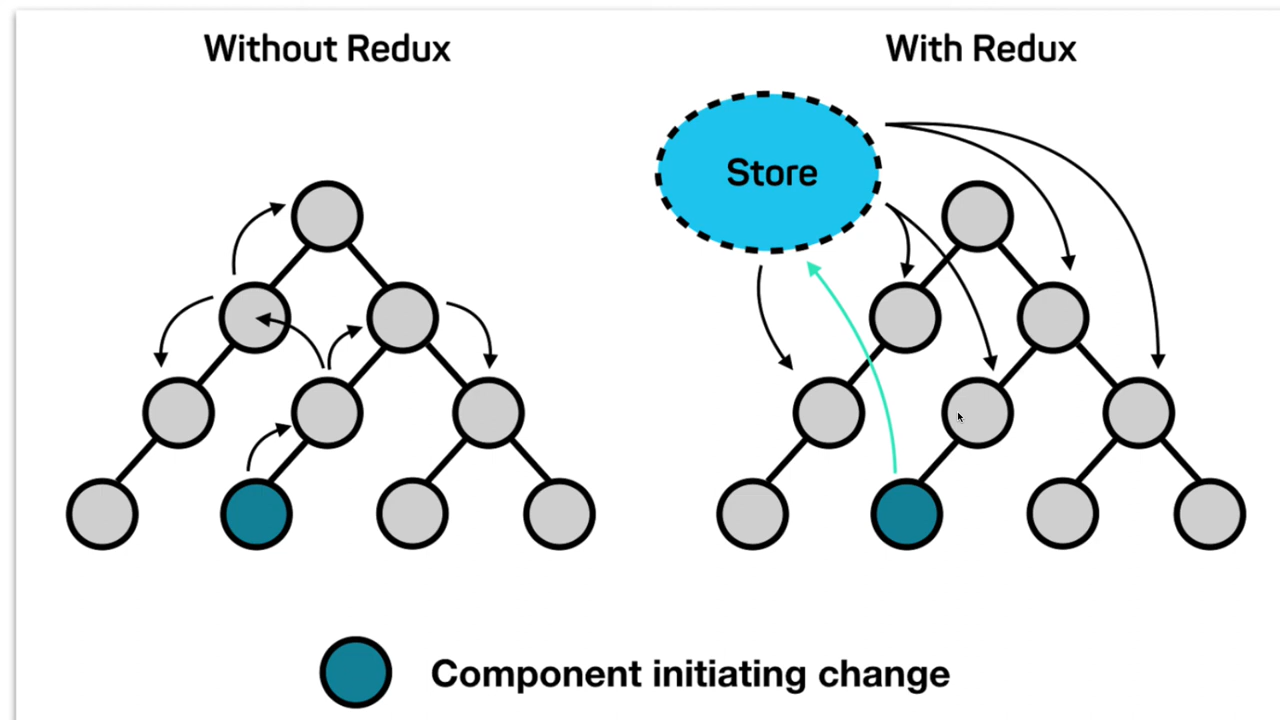 Without Redux
With Redux
Store
Component initiating change